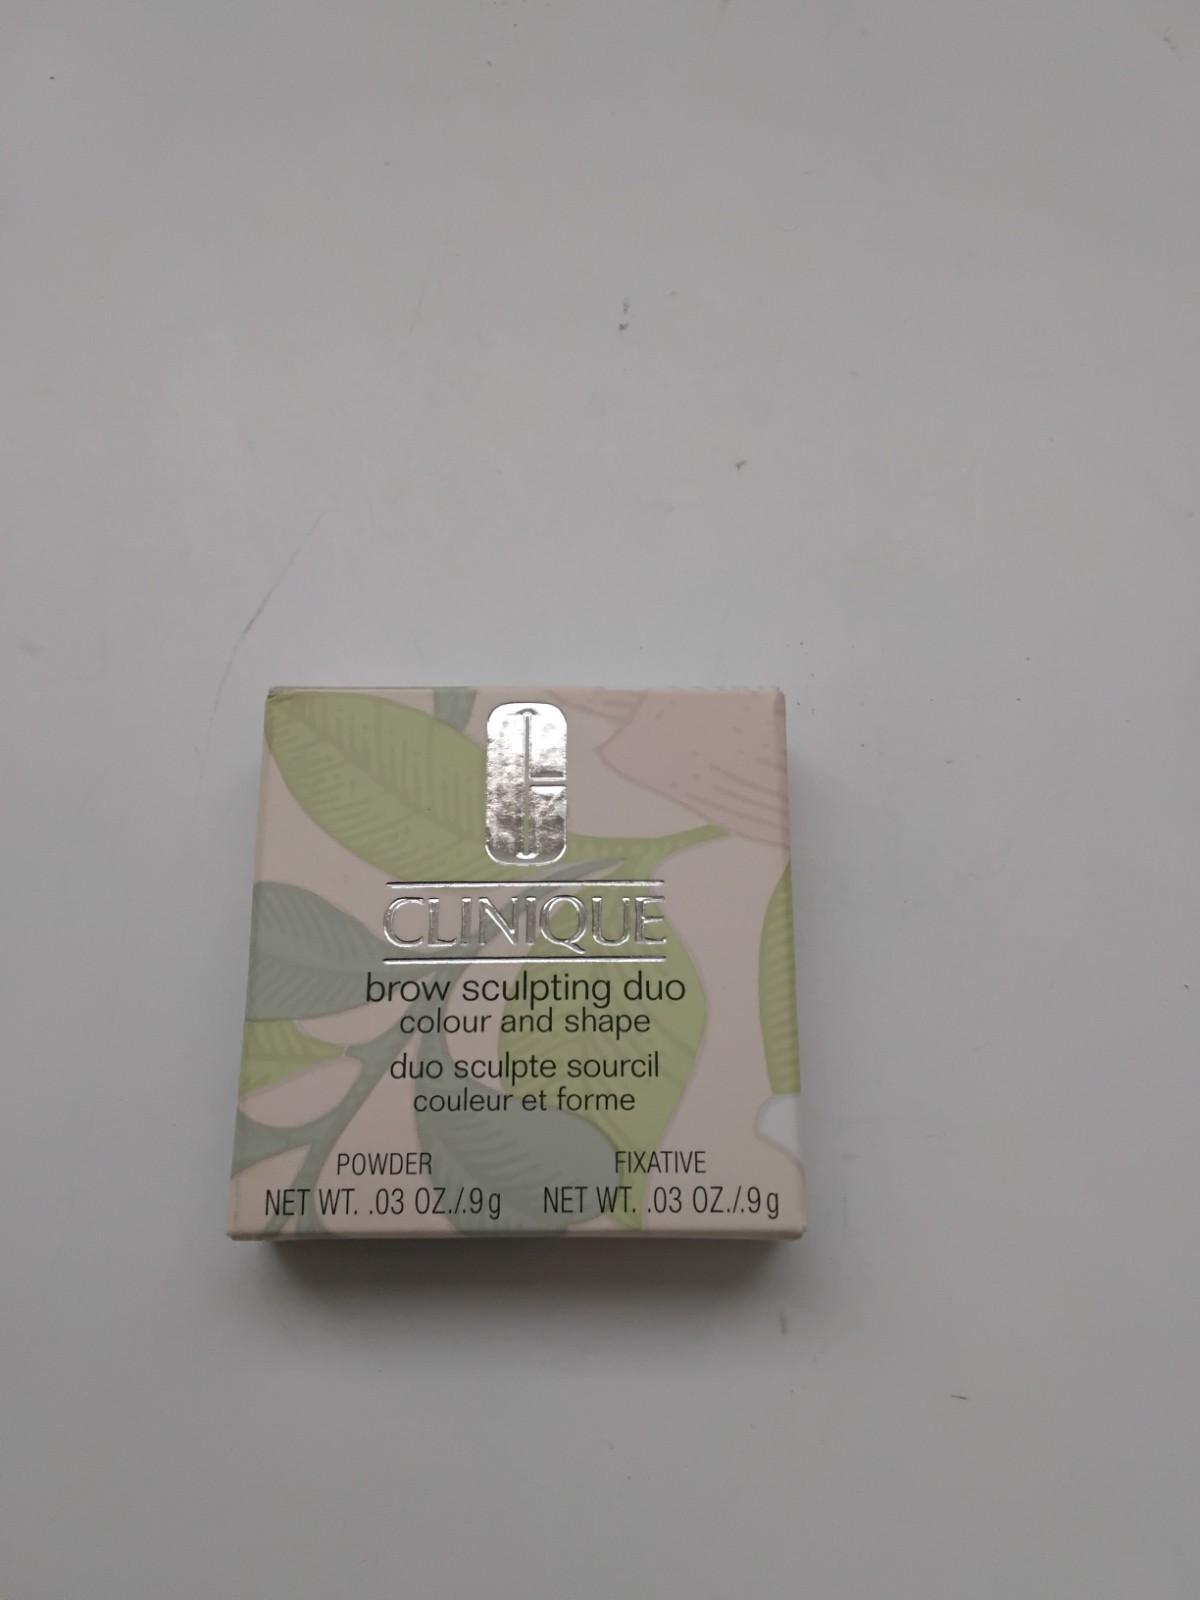 CLINIQUE
brow sculpting duo
colour and shape
duo sculpte sourcil
couleur et forme
POWDER FIXATIVE
NET WT. .03 OZ./.9g NET WT. .03 OZ./.9g